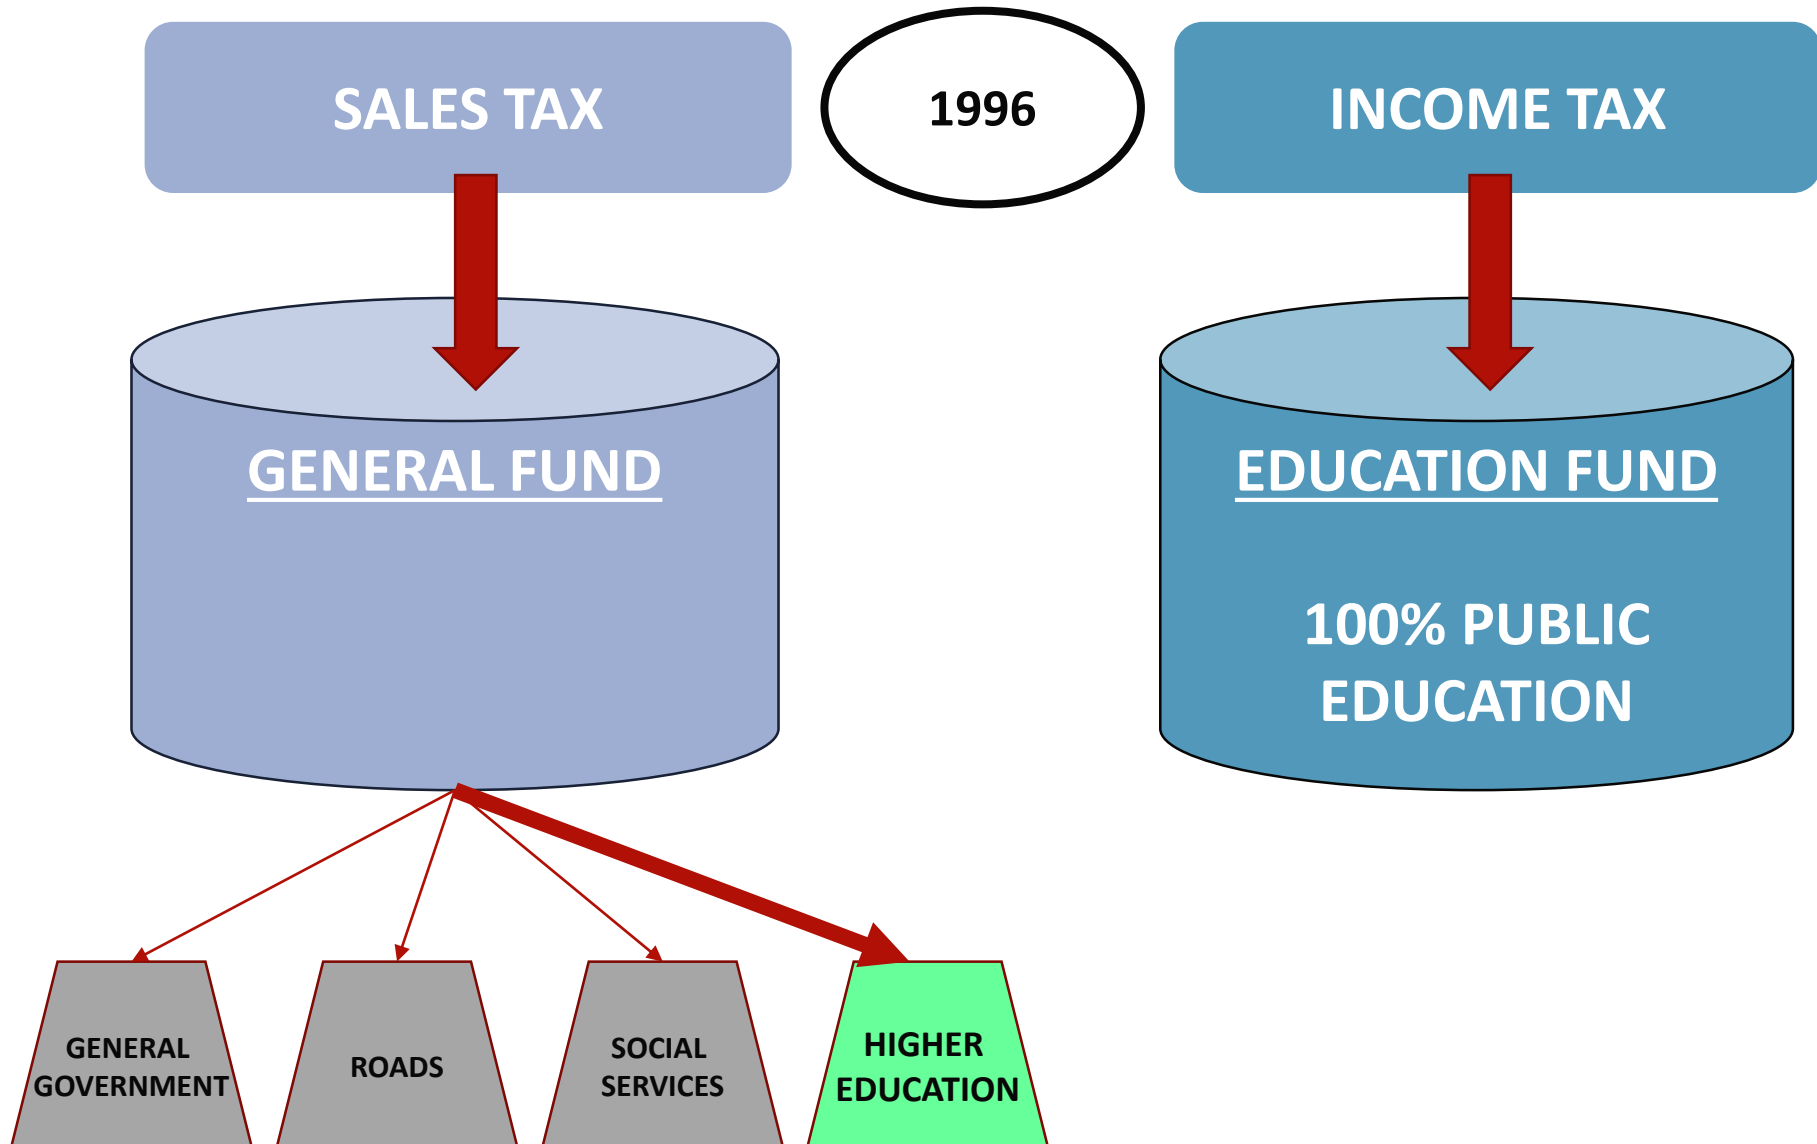 SALES TAX
1996
INCOME TAX
GENERAL FUND
EDUCATION FUND
100% PUBLIC
EDUCATION
GENERAL
GOVERNMENT
ROADS
SOCIAL
SERVICES
HIGHER
EDUCATION